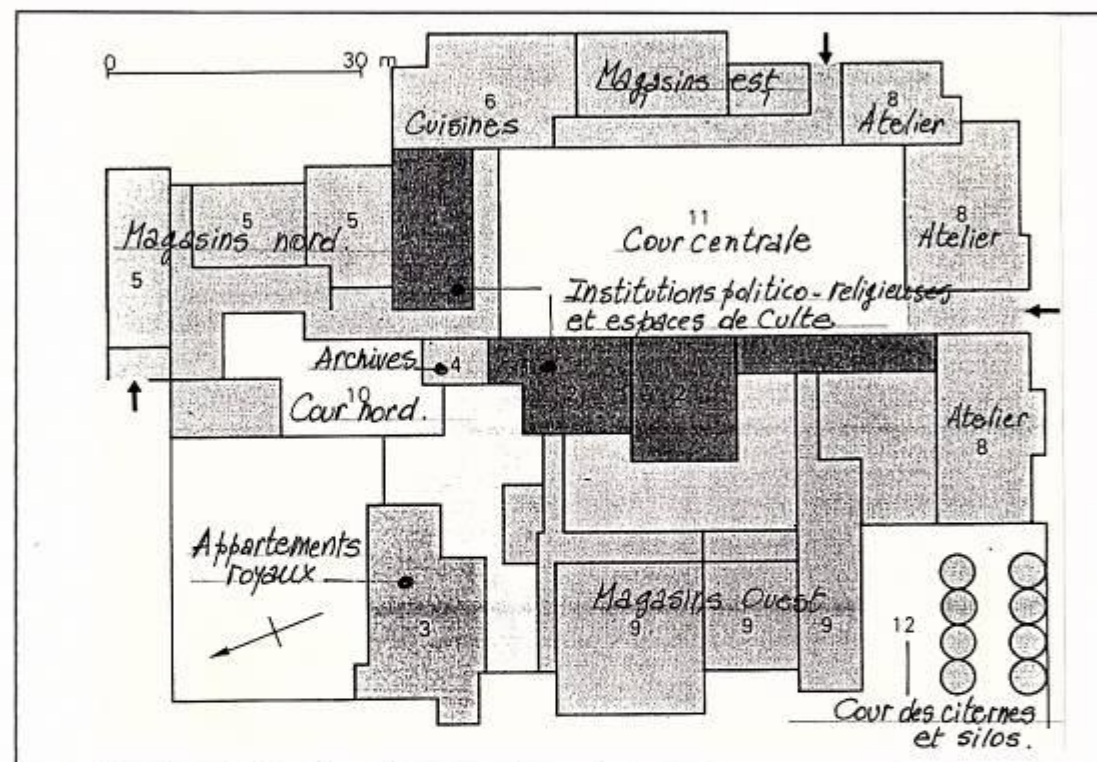 0 30 m
Magasins est
7 7
6
Cuisines
8
Atelier
5 5
Magasins nord.
5
11
Cour centrale
8
Atelier
Institutions politico-religieuses
et espaces de Culte
Archives
4
1
2
2
10
Cour nord.
Atelier
8
Appartements
royaux
3
Magasins Ouest
9 9 9
12
Cour des citernes
et silos.